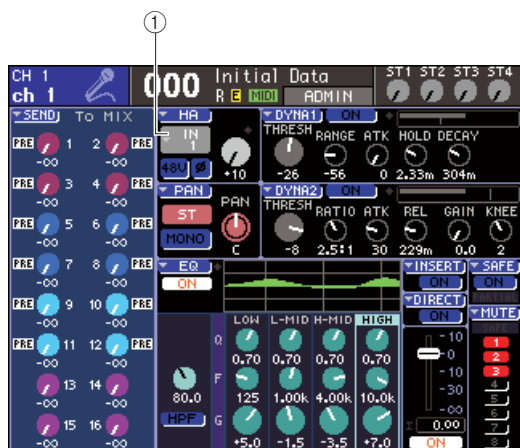 1
CH 1
ch 1
000
Initial Data
R E MIDI ADMIN
ST1 ST2 ST3 ST4
SEND To MIX
PRE 1 2 PRE
-∞ -∞
PRE 3 4 PRE
-∞ -∞
PRE 5 6 PRE
-∞ -∞
PRE 7 8 PRE
-∞ -∞
PRE 9 10 PRE
-∞ -∞
PRE 11 12 PRE
-∞ -∞
13 14
-∞ -∞
15 16
-∞ -∞
HA
IN
1
48V Ø
+10
DYNA1 ON
THRESH RANGE ATK HOLD DECAY
-26 -56 0 2.33m 304m
PAN
ST
MONO
PAN
C
DYNA2 ON
THRESH RATIO ATK REL GAIN KNEE
-8 2.5:1 30 229m 0.0 2
EQ
ON
LOW L-MID H-MID HIGH
Q
0.70 0.70 0.70 0.70
F
80.0 125 1.00k 4.00k 10.0k
HPF
G
+5.0 -1.5 -3.5 +7.0
INSERT
ON
DIRECT
ON
-10
-0
-10
-30
-∞
Σ 0.00
ON
SAFE
ON
PARTIAL
MUTE
SAFE
1
2
3
4
5
6
7
8